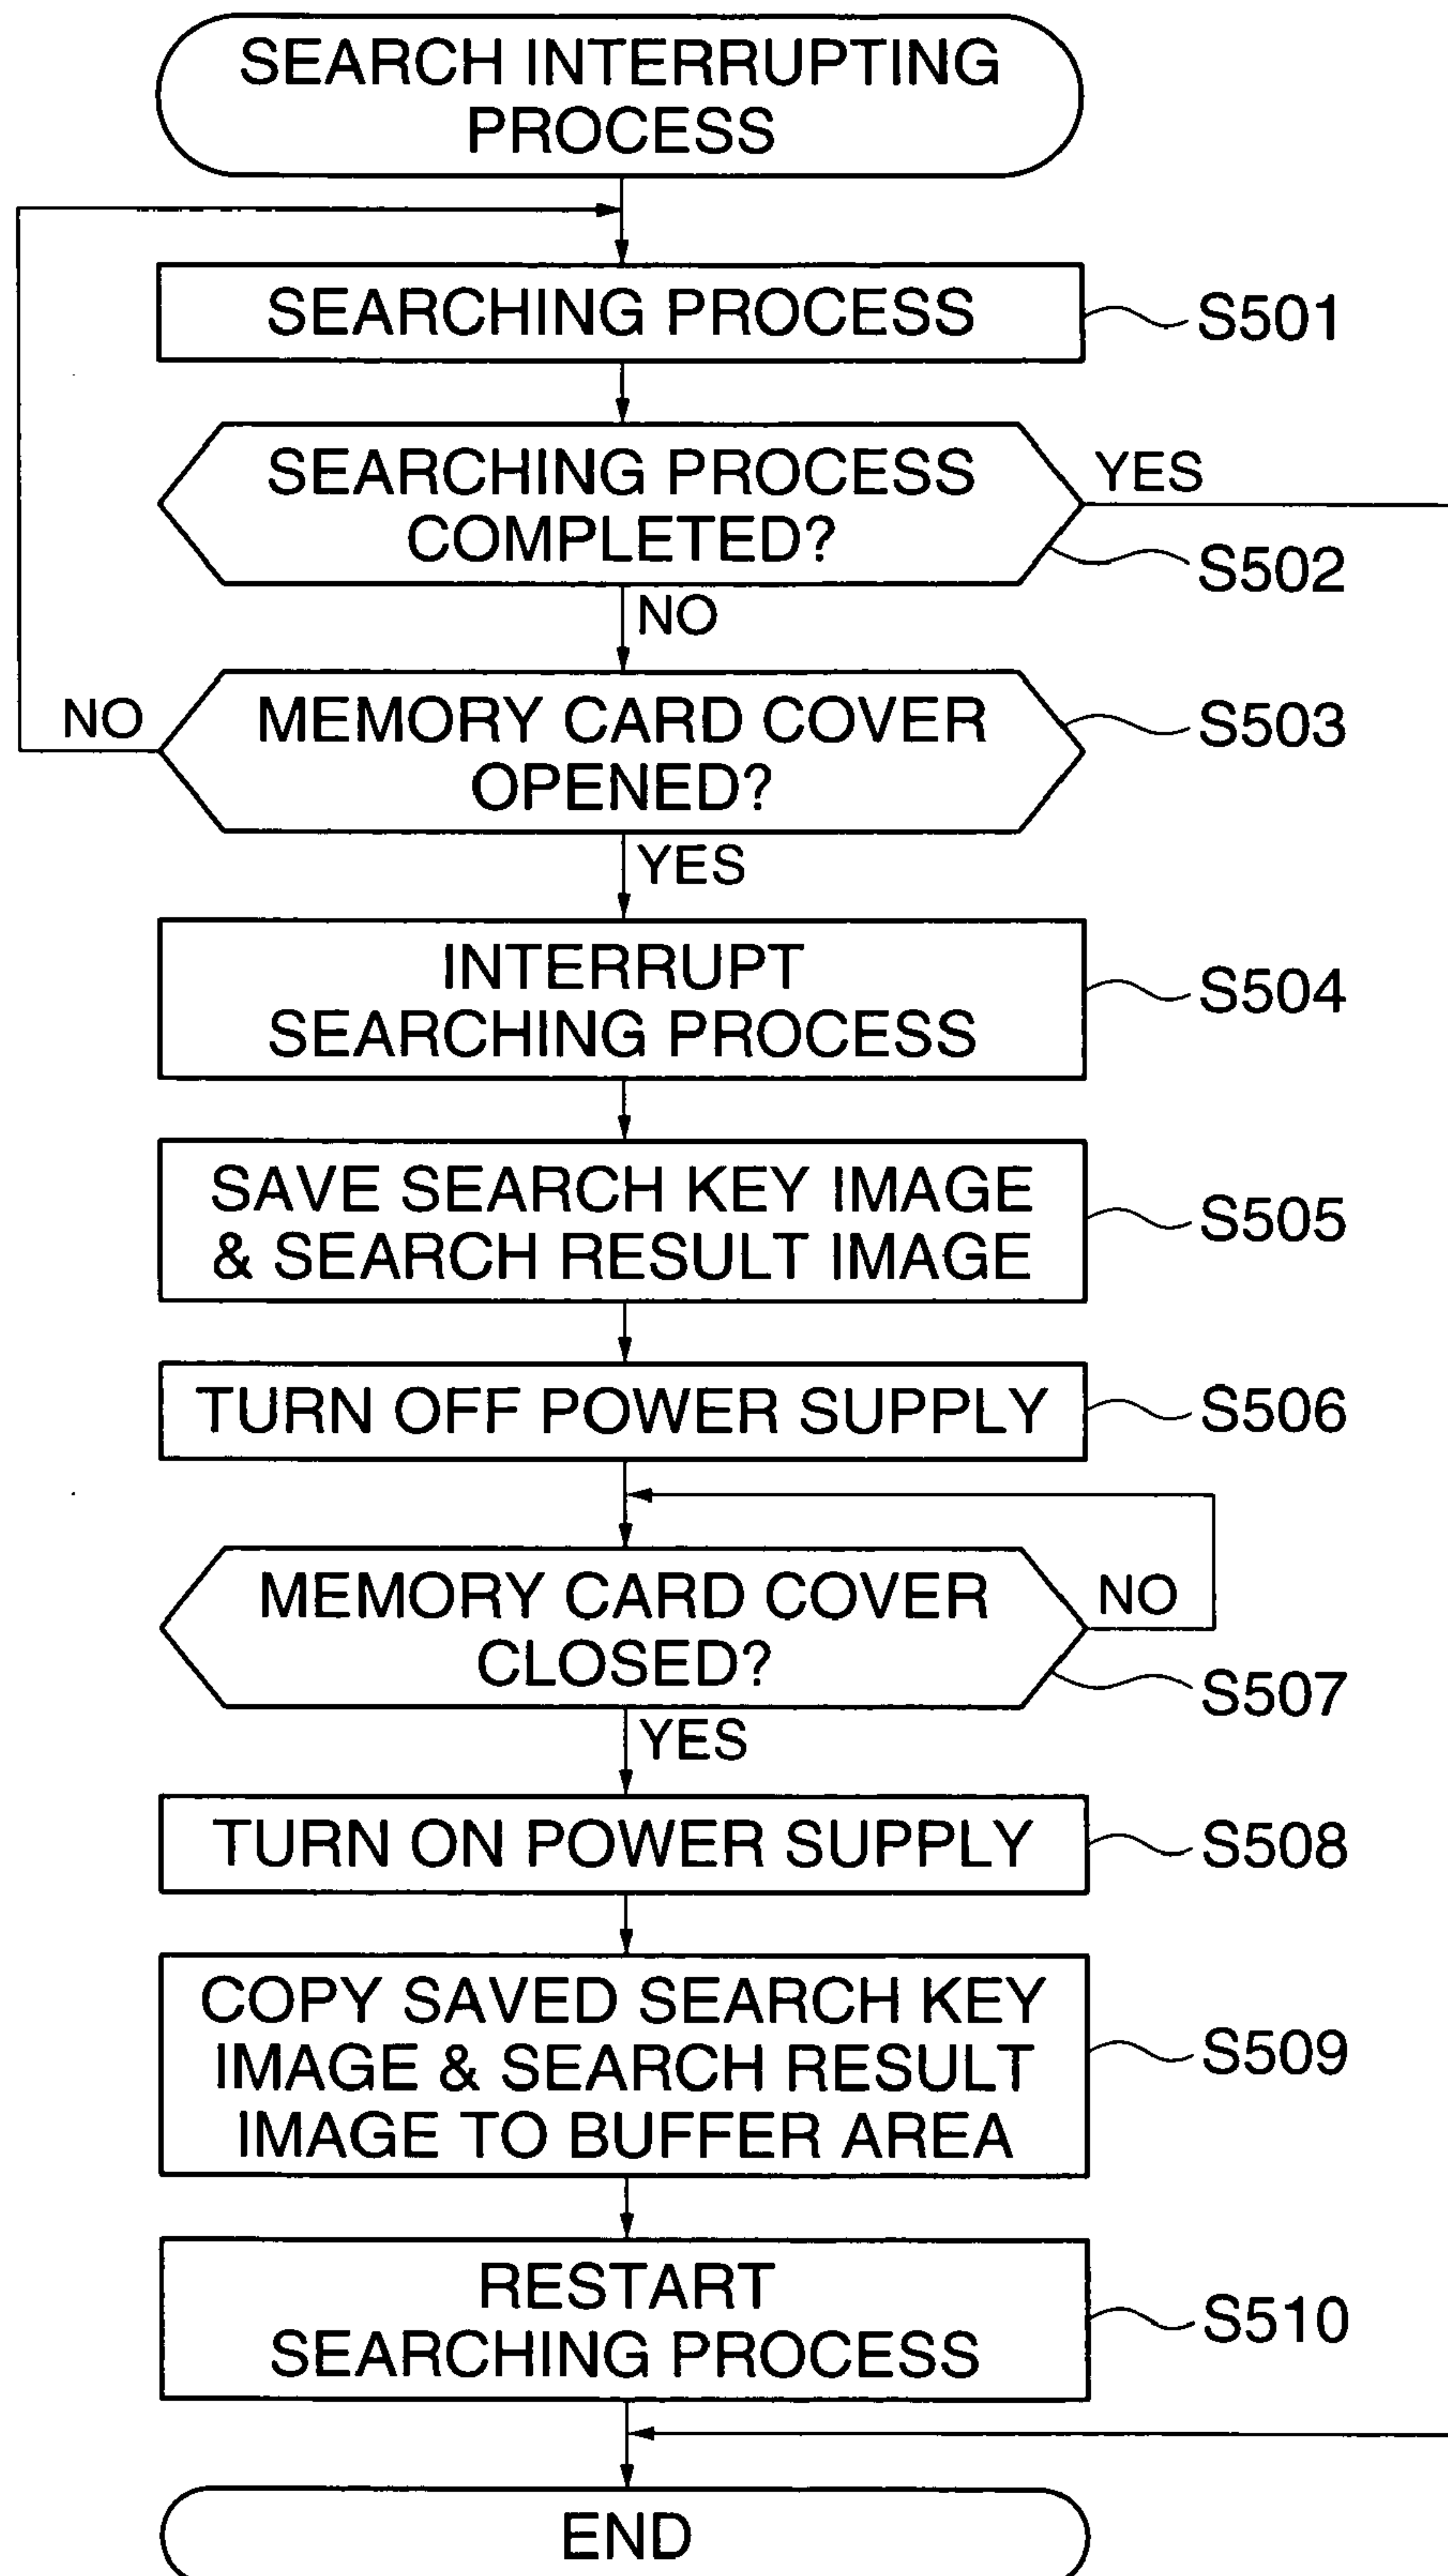 SEARCH INTERRUPTING
PROCESS
SEARCHING PROCESS
S501
SEARCHING PROCESS
COMPLETED?
YES
S502
NO
MEMORY CARD COVER
OPENED?
NO
S503
YES
INTERRUPT
SEARCHING PROCESS
S504
SAVE SEARCH KEY IMAGE
& SEARCH RESULT IMAGE
S505
TURN OFF POWER SUPPLY
S506
MEMORY CARD COVER
CLOSED?
NO
S507
YES
TURN ON POWER SUPPLY
S508
COPY SAVED SEARCH KEY
IMAGE & SEARCH RESULT
IMAGE TO BUFFER AREA
S509
RESTART
SEARCHING PROCESS
S510
END